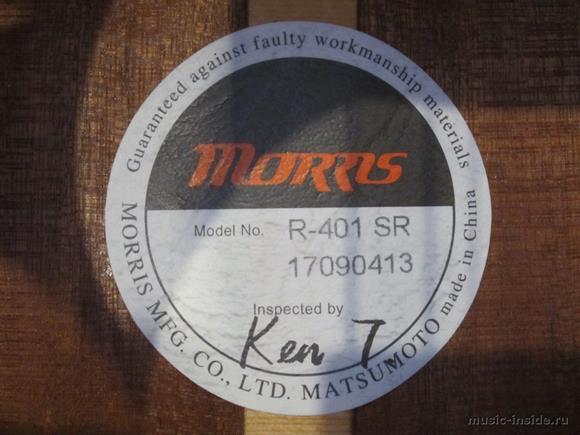 Guaranteed against faulty workmanship materials
MORRIS
Model No. R-401 SR
17090413
Inspected by
Ken T.
MORRIS MFG. CO., LTD. MATSUMOTO made in China
music-inside.ru